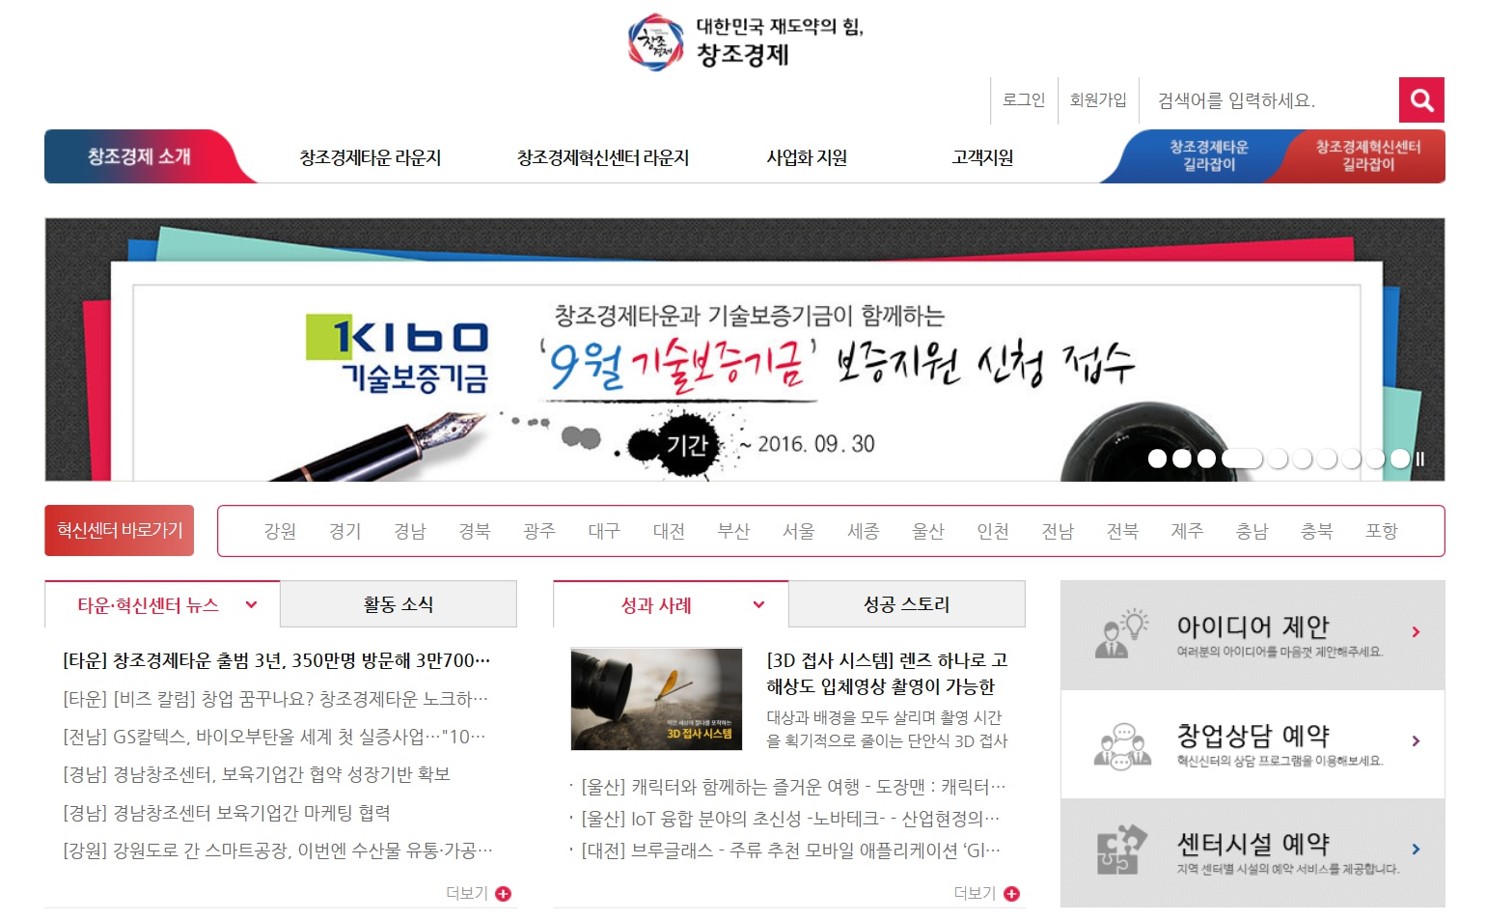 대한민국 재도약의 힘,
창조경제
로그인
회원가입
검색어를 입력하세요.
창조경제 소개
창조경제타운 라운지
창조경제혁신센터 라운지
사업화 지원
고객지원
창조경제타운
길라잡이
창조경제혁신센터
길라잡이
KIBO
기술보증기금
창조경제타운과 기술보증기금이 함께하는
'9월 기술보증기금' 보증지원 신청 접수
기간 ~ 2016. 09. 30
혁신센터 바로가기
강원 경기 경남 경북 광주 대구 대전 부산 서울 세종 울산 인천 전남 전북 제주 충남 충북 포항
타운·혁신센터 뉴스
활동 소식
[타운] 창조경제타운 출범 3년, 350만명 방문해 3만700…
[타운] [비즈 칼럼] 창업 꿈꾸나요? 창조경제타운 노크하…
[전남] GS칼텍스, 바이오부탄올 세계 첫 실증사업…"10…
[경남] 경남창조센터, 보육기업간 협약 성장기반 확보
[경남] 경남창조센터 보육기업간 마케팅 협력
[강원] 강원도로 간 스마트공장, 이번엔 수산물 유통·가공…
더보기
성과 사례
성공 스토리
3D 접사 시스템
[3D 접사 시스템] 렌즈 하나로 고
해상도 입체영상 촬영이 가능한
대상과 배경을 모두 살리며 촬영 시간
을 획기적으로 줄이는 단안식 3D 접사
· [울산] 캐릭터와 함께하는 즐거운 여행 - 도장맨 : 캐릭터…
· [울산] IoT 융합 분야의 초신성 -노바테크- - 산업현정의…
· [대전] 브루글래스 - 주류 추천 모바일 애플리케이션 ‘Gl…
더보기
아이디어 제안
여러분의 아이디어를 마음껏 제안해주세요.
창업상담 예약
혁신신터의 상담 프로그램을 이용해보세요.
센터시설 예약
지역 센터별 시설의 예약 서비스를 제공합니다.